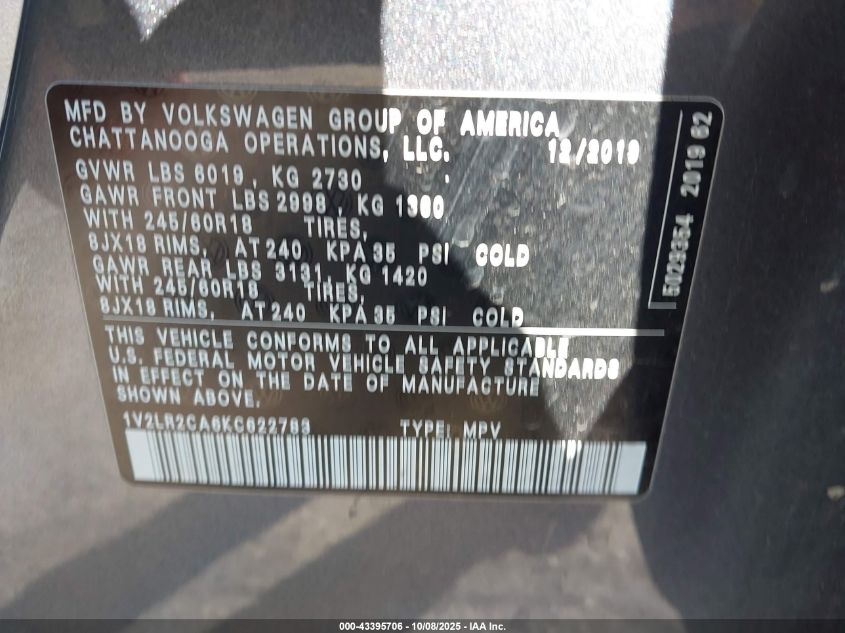 MFD BY VOLKSWAGEN GROUP OF AMERICA
CHATTANOOGA OPERATIONS, LLC. 12/2018
GVWR LBS 6019, KG 2730
GAWR FRONT LBS 2998, KG 1360
WITH 245/60R18 TIRES,
8JX18 RIMS, AT 240 KPA 35 PSI COLD
GAWR REAR LBS 3131, KG 1420
WITH 245/60R18 TIRES,
8JX18 RIMS, AT 240 KPA 35 PSI COLD
THIS VEHICLE CONFORMS TO ALL APPLICABLE
U.S. FEDERAL MOTOR VEHICLE SAFETY STANDARDS
IN EFFECT ON THE DATE OF MANUFACTURE
SHOWN ABOVE.
1V2LR2CA6KC622783 TYPE: MPV
5029354 2019 62
000-43395706 - 10/08/2025 - IAA Inc.